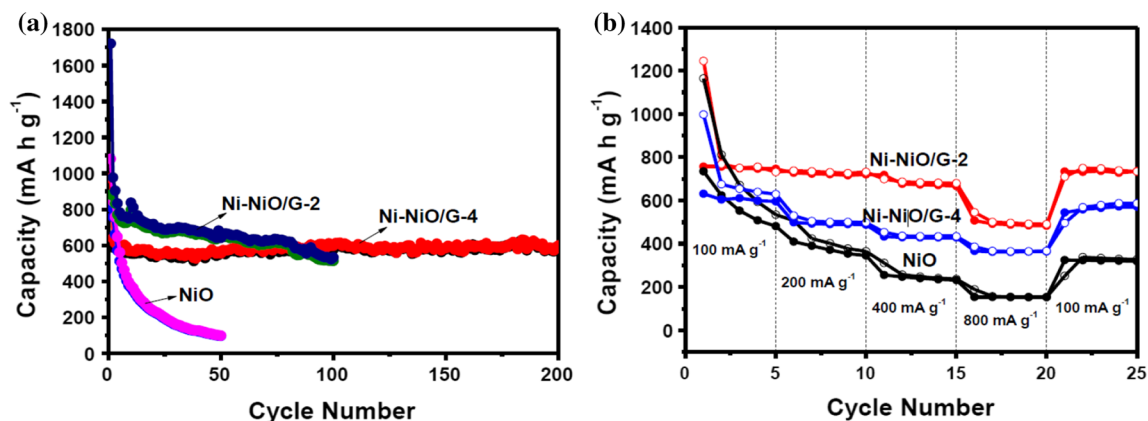 (a)
Capacity (mA h g⁻¹)
1800
1600
1400
1200
1000
800
600
400
200
0
Ni-NiO/G-2
Ni-NiO/G-4
NiO
0 50 100 150 200
Cycle Number
(b)
Capacity (mA h g⁻¹)
1400
1200
1000
800
600
400
200
0
Ni-NiO/G-2
Ni-NiO/G-4
NiO
100 mA g⁻¹
200 mA g⁻¹
400 mA g⁻¹
800 mA g⁻¹
100 mA g⁻¹
0 5 10 15 20 25
Cycle Number